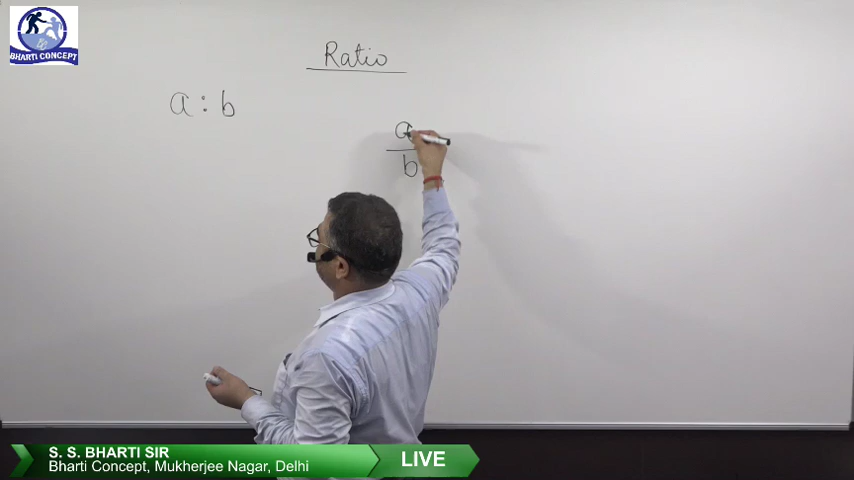 BHARTI CONCEPT
Ratio
a : b
a
b
S. S. BHARTI SIR
Bharti Concept, Mukherjee Nagar, Delhi
LIVE